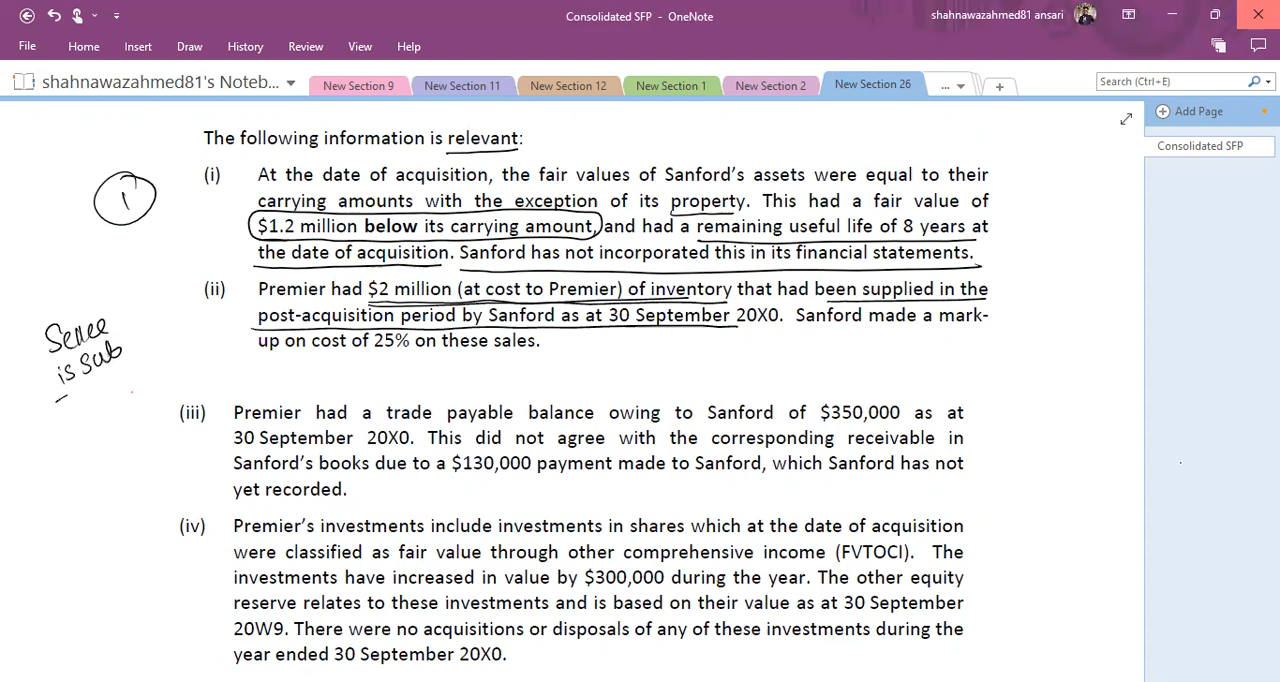 Consolidated SFP - OneNote
shahnawazahmed81 ansari
File Home Insert Draw History Review View Help
shahnawazahmed81's Noteb...
New Section 9
New Section 11
New Section 12
New Section 1
New Section 2
New Section 26
...
Search (Ctrl+E)
Add Page
Consolidated SFP
The following information is relevant:
(i) At the date of acquisition, the fair values of Sanford's assets were equal to their
carrying amounts with the exception of its property. This had a fair value of
$1.2 million below its carrying amount, and had a remaining useful life of 8 years at
the date of acquisition. Sanford has not incorporated this in its financial statements.
1
(ii) Premier had $2 million (at cost to Premier) of inventory that had been supplied in the
post-acquisition period by Sanford as at 30 September 20X0. Sanford made a mark-
up on cost of 25% on these sales.
is sub
(iii) Premier had a trade payable balance owing to Sanford of $350,000 as at
30 September 20X0. This did not agree with the corresponding receivable in
Sanford's books due to a $130,000 payment made to Sanford, which Sanford has not
yet recorded.
(iv) Premier's investments include investments in shares which at the date of acquisition
were classified as fair value through other comprehensive income (FVTOCI). The
investments have increased in value by $300,000 during the year. The other equity
reserve relates to these investments and is based on their value as at 30 September
20W9. There were no acquisitions or disposals of any of these investments during the
year ended 30 September 20X0.